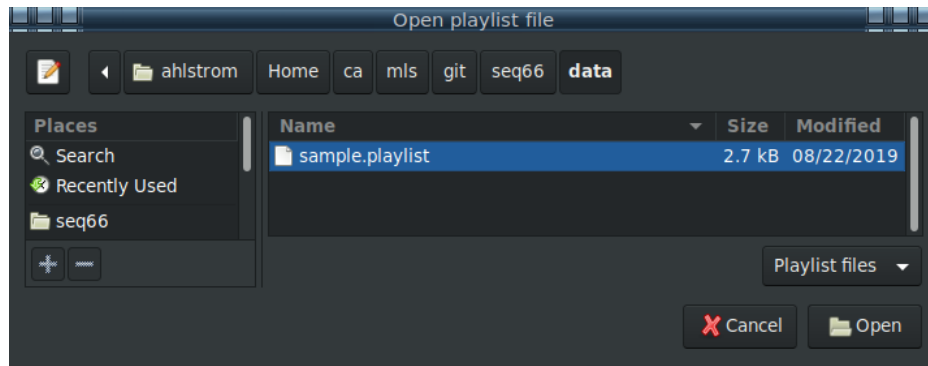 Open playlist file
ahlstrom Home ca mls git seq66 data
Places
Search
Recently Used
seq66
Name Size Modified
sample.playlist 2.7 kB 08/22/2019
Playlist files
Cancel Open